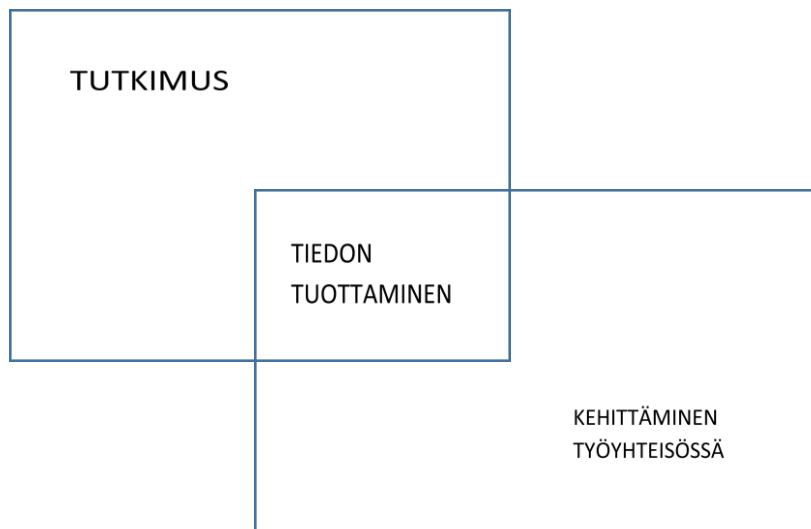 TUTKIMUS
TIEDON
TUOTTAMINEN
KEHITTÄMINEN
TYÖYHTEISÖSSÄ